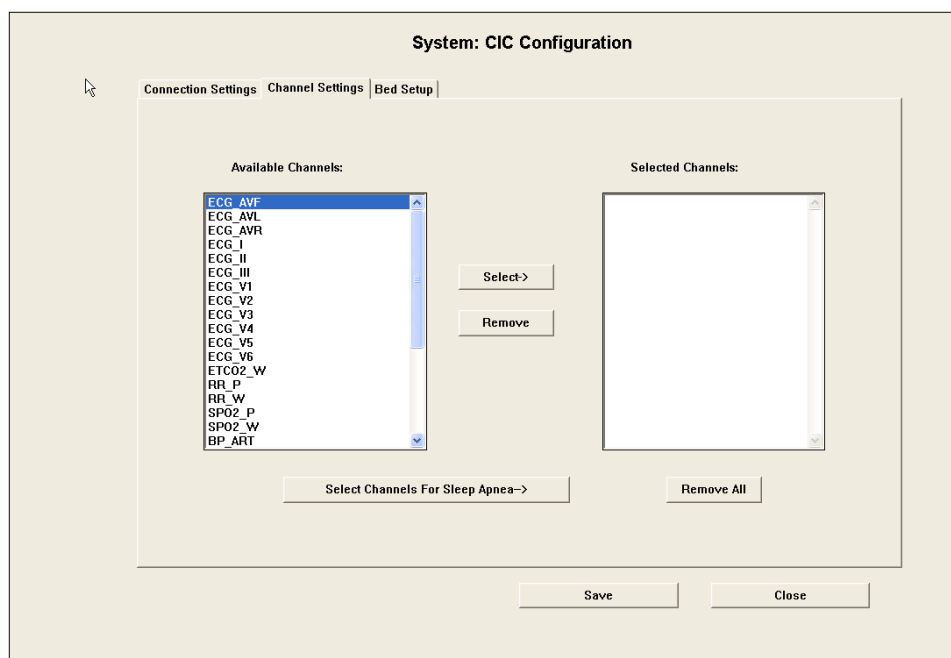 System: CIC Configuration
Connection Settings Channel Settings Bed Setup
Available Channels:
ECG_AVF
ECG_AVL
ECG_AVR
ECG_I
ECG_II
ECG_III
ECG_V1
ECG_V2
ECG_V3
ECG_V4
ECG_V5
ECG_V6
ETCO2_W
RR_P
RR_W
SPO2_P
SPO2_W
BP_ART
Select->
Remove
Selected Channels:
Select Channels For Sleep Apnea-->
Remove All
Save
Close